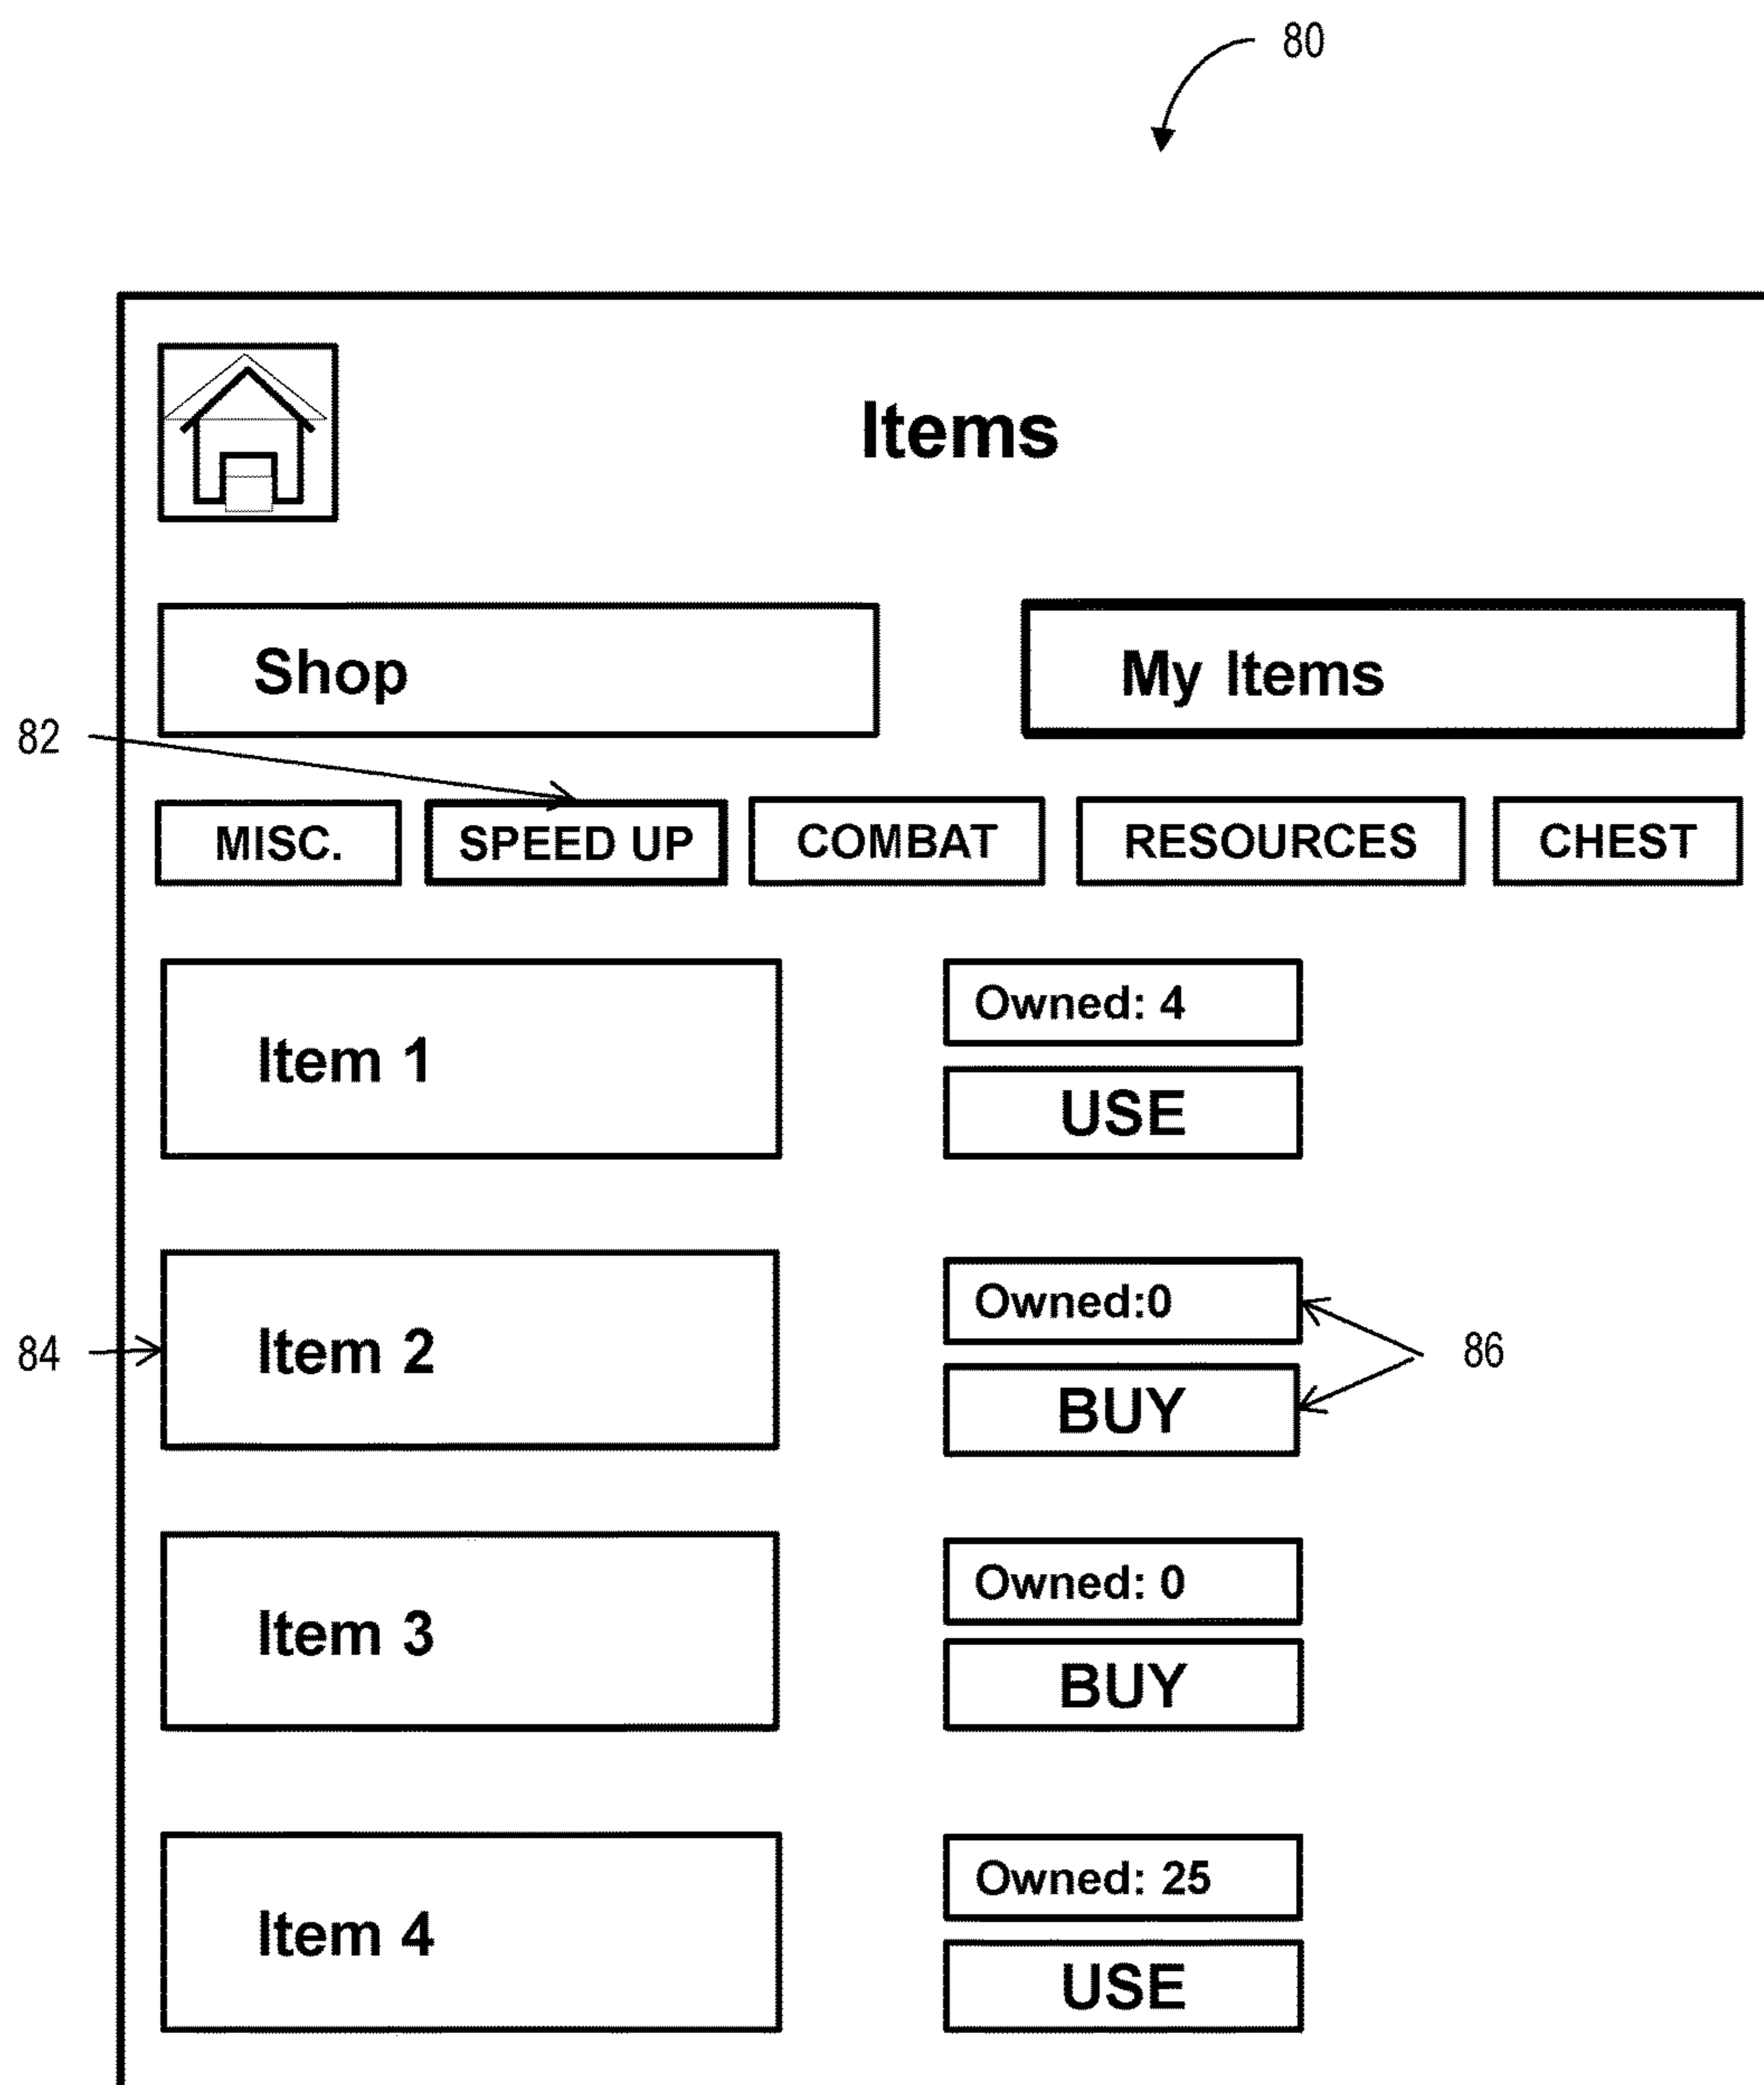 80
Items
Shop My Items
82
MISC. SPEED UP COMBAT RESOURCES CHEST
Owned: 4
Item 1
USE
Owned:0
84 Item 2 86
BUY
Owned: 0
Item 3
BUY
Owned: 25
Item 4
USE